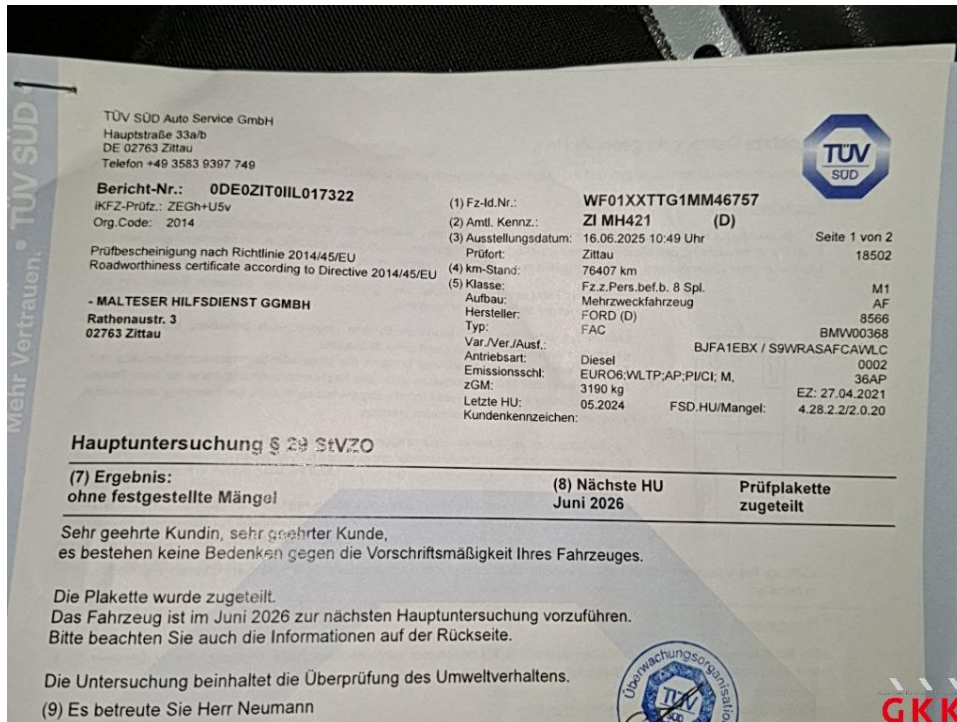 Mehr Vertrauen. • TÜV SÜD •
TÜV SÜD Auto Service GmbH
Hauptstraße 33a/b
DE 02763 Zittau
Telefon +49 3583 9397 749
TÜV
SÜD
Bericht-Nr.: 0DE0ZIT0IIL017322
iKFZ-Prüfz.: ZEGh+U5v
Org.Code: 2014
Prüfbescheinigung nach Richtlinie 2014/45/EU
Roadworthiness certificate according to Directive 2014/45/EU
- MALTESER HILFSDIENST GGMBH
Rathenaustr. 3
02763 Zittau
(1) Fz-Id.Nr.: WF01XXTTG1MM46757
(2) Amtl. Kennz.: ZI MH421 (D)
(3) Ausstellungsdatum: 16.06.2025 10:49 Uhr Seite 1 von 2
Prüfort: Zittau 18502
(4) km-Stand: 76407 km
(5) Klasse: Fz.z.Pers.bef.b. 8 Spl. M1
Aufbau: Mehrzweckfahrzeug AF
Hersteller: FORD (D) 8566
Typ: FAC BMW00368
Var./Ver./Ausf.: BJFA1EBX / S9WRASAFCAWLC
Antriebsart: Diesel 0002
Emissionsschl: EURO6;WLTP;AP;PI/CI; M, 36AP
zGM: 3190 kg EZ: 27.04.2021
Letzte HU: 05.2024 FSD.HU/Mangel: 4.28.2.2/2.0.20
Kundenkennzeichen:
Hauptuntersuchung § 29 StVZO
(7) Ergebnis:
ohne festgestellte Mängel
(8) Nächste HU
Juni 2026
Prüfplakette
zugeteilt
Sehr geehrte Kundin, sehr geehrter Kunde,
es bestehen keine Bedenken gegen die Vorschriftsmäßigkeit Ihres Fahrzeuges.
Die Plakette wurde zugeteilt.
Das Fahrzeug ist im Juni 2026 zur nächsten Hauptuntersuchung vorzuführen.
Bitte beachten Sie auch die Informationen auf der Rückseite.
Die Untersuchung beinhaltet die Überprüfung des Umweltverhaltens.
(9) Es betreute Sie Herr Neumann
Überwachungsorganisation
TÜV
SÜD
GKK